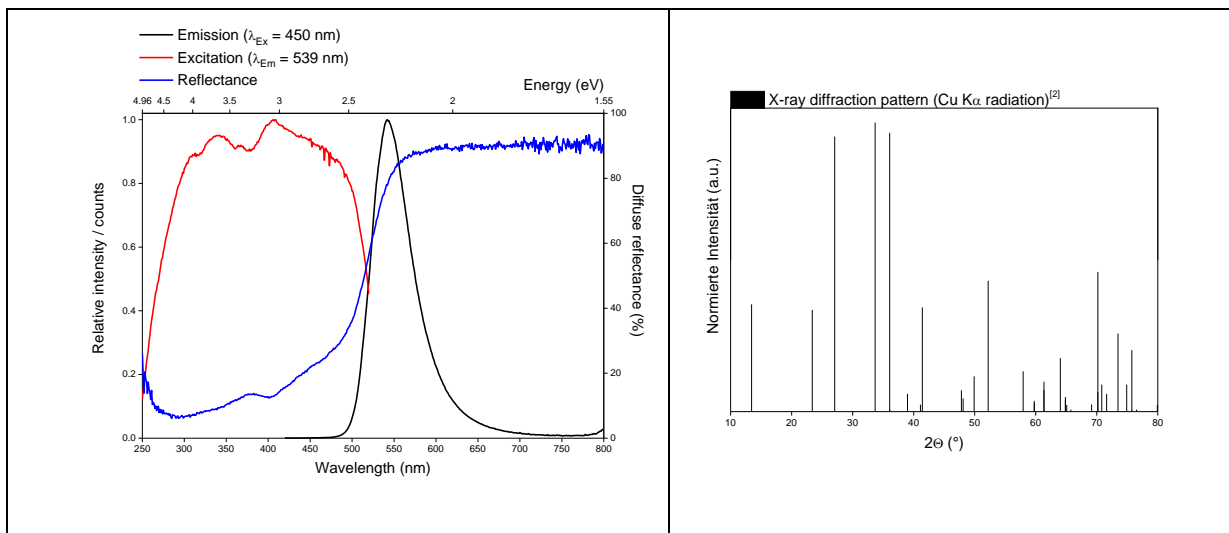 Emission (λEx = 450 nm)
Excitation (λEm = 539 nm)
Reflectance
Energy (eV)
4.96 4.5 4 3.5 3 2.5 2 1.55
1.0
0.8
0.6
0.4
0.2
0.0
Relative intensity / counts
100
80
60
40
20
0
Diffuse reflectance (%)
250 300 350 400 450 500 550 600 650 700 750 800
Wavelength (nm)
X-ray diffraction pattern (Cu Kα radiation)[2]
Normierte Intensität (a.u.)
10 20 30 40 50 60 70 80
2Θ (°)